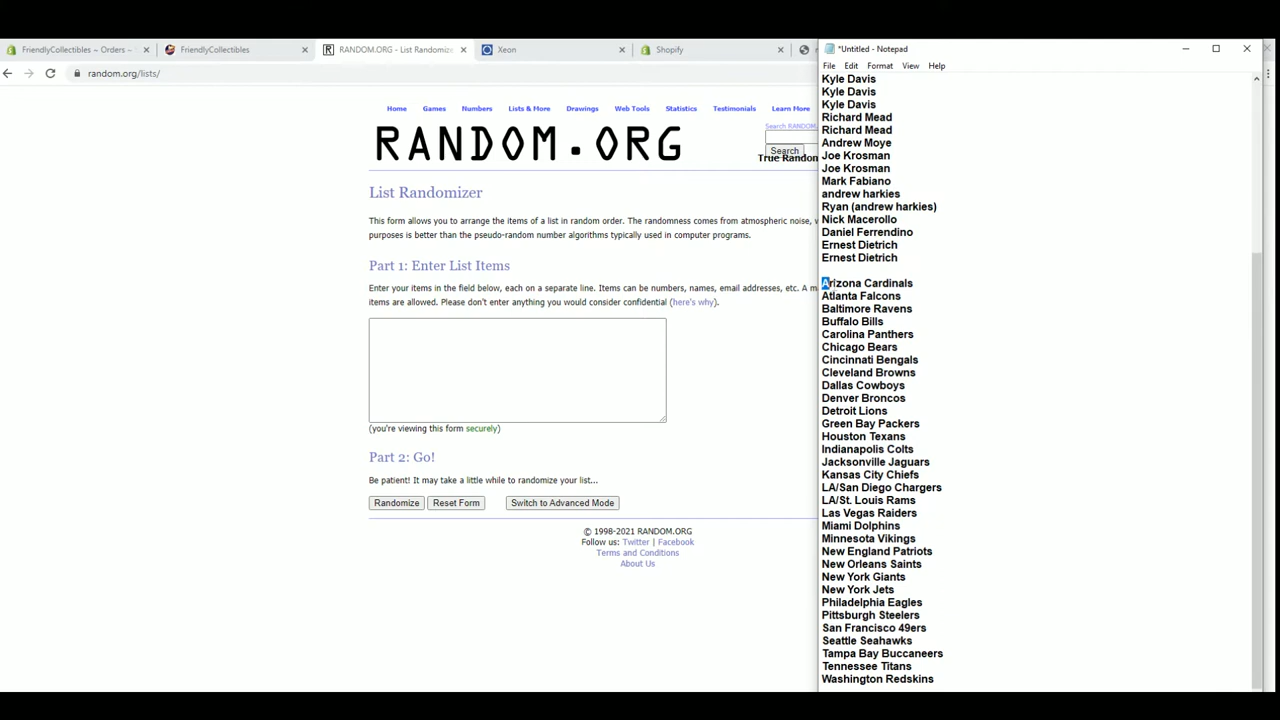 FriendlyCollectibles ~ Orders ~
FriendlyCollectibles
RANDOM.ORG - List Randomize
Xeon
Shopify
random.org/lists/
Home Games Numbers Lists & More Drawings Web Tools Statistics Testimonials Learn More
Search RANDOM
RANDOM.ORG
Search
True Random
List Randomizer
This form allows you to arrange the items of a list in random order. The randomness comes from atmospheric noise,
purposes is better than the pseudo-random number algorithms typically used in computer programs.
Part 1: Enter List Items
Enter your items in the field below, each on a separate line. Items can be numbers, names, email addresses, etc. A m
items are allowed. Please don't enter anything you would consider confidential (here's why).
(you're viewing this form securely)
Part 2: Go!
Be patient! It may take a little while to randomize your list...
Randomize Reset Form Switch to Advanced Mode
© 1998-2021 RANDOM.ORG
Follow us: Twitter | Facebook
Terms and Conditions
About Us
*Untitled - Notepad
File Edit Format View Help
Kyle Davis
Kyle Davis
Kyle Davis
Richard Mead
Richard Mead
Andrew Moye
Joe Krosman
Joe Krosman
Mark Fabiano
andrew harkies
Ryan (andrew harkies)
Nick Macerollo
Daniel Ferrendino
Ernest Dietrich
Ernest Dietrich
Arizona Cardinals
Atlanta Falcons
Baltimore Ravens
Buffalo Bills
Carolina Panthers
Chicago Bears
Cincinnati Bengals
Cleveland Browns
Dallas Cowboys
Denver Broncos
Detroit Lions
Green Bay Packers
Houston Texans
Indianapolis Colts
Jacksonville Jaguars
Kansas City Chiefs
LA/San Diego Chargers
LA/St. Louis Rams
Las Vegas Raiders
Miami Dolphins
Minnesota Vikings
New England Patriots
New Orleans Saints
New York Giants
New York Jets
Philadelphia Eagles
Pittsburgh Steelers
San Francisco 49ers
Seattle Seahawks
Tampa Bay Buccaneers
Tennessee Titans
Washington Redskins